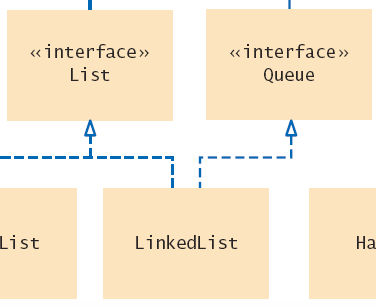 «interface» «interface»
List Queue
List LinkedList Ha